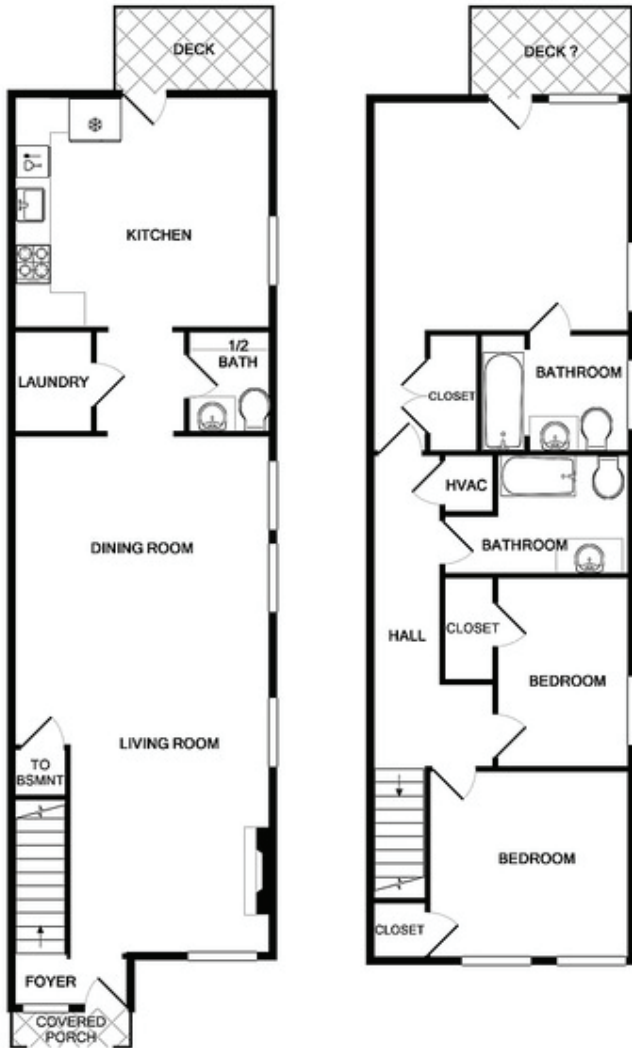 DECK
KITCHEN
1/2
BATH
LAUNDRY
DINING ROOM
LIVING ROOM
TO
BSMNT
FOYER
COVERED
PORCH
DECK ?
BATHROOM
CLOSET
HVAC
BATHROOM
CLOSET
HALL
BEDROOM
BEDROOM
CLOSET